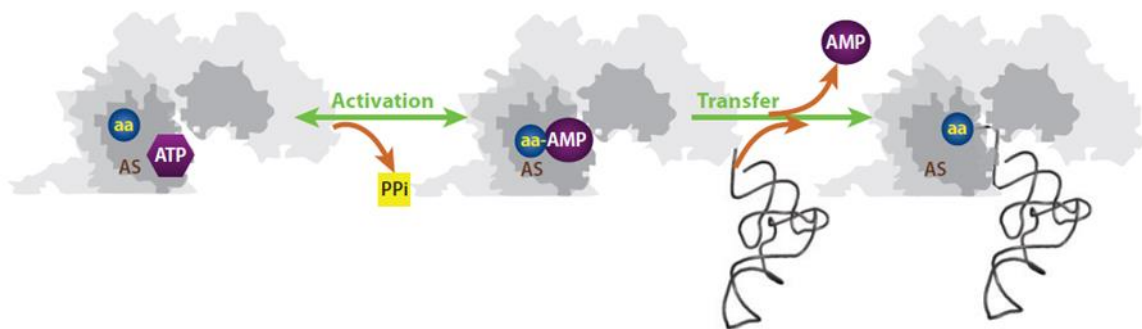 aa
ATP
AS
Activation
PPi
aa-AMP
AS
Transfer
AMP
aa
AS